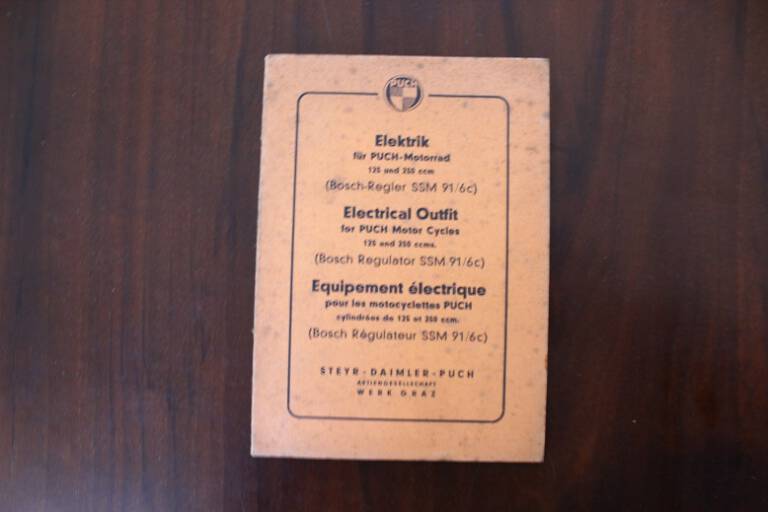 PUCH
Elektrik
für PUCH-Motorrad
125 und 250 ccm
(Bosch-Regler SSM 91/6c)
Electrical Outfit
for PUCH Motor Cycles
125 und 250 ccms.
(Bosch Regulator SSM 91/6c)
Equipement électrique
pour les motocyclettes PUCH
cylindrées de 125 et 250 ccm.
(Bosch Régulateur SSM 91/6c)
STEYR-DAIMLER-PUCH
AKTIENGESELLSCHAFT
WERK GRAZ